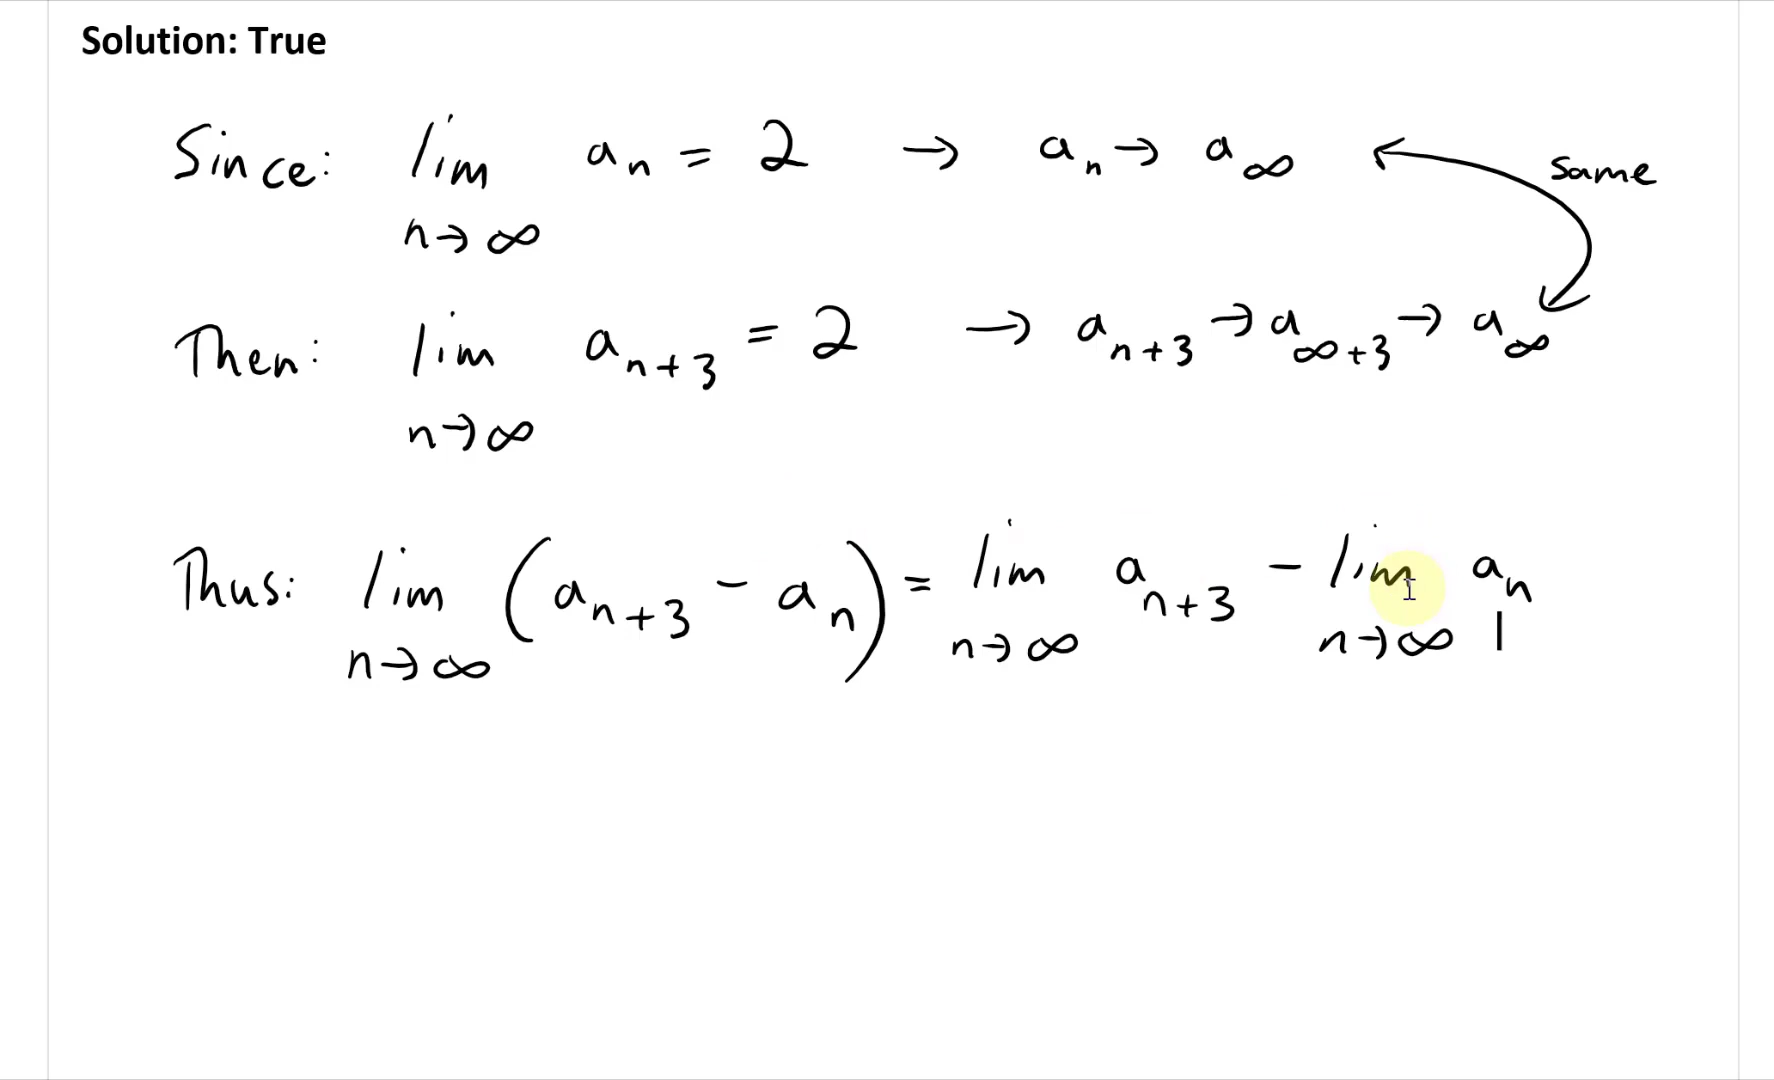 Solution: True
Since: lim aₙ = 2 → aₙ → a∞ same
n→∞
Then: lim aₙ₊₃ = 2 → aₙ₊₃ → a∞₊₃ → a∞
n→∞
Thus: lim (aₙ₊₃ - aₙ) = lim aₙ₊₃ - lim aₙ
n→∞ n→∞ n→∞ |